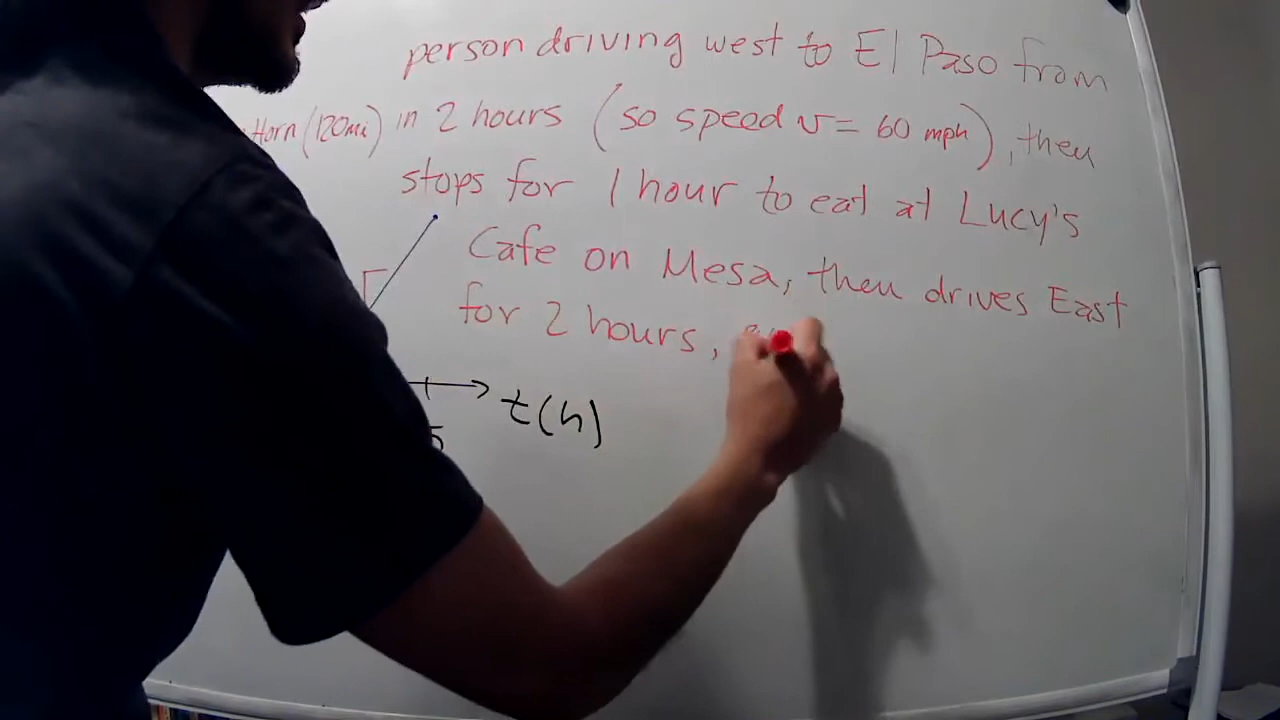 person driving west to El Paso from
Horn (120mi) in 2 hours (so speed v = 60 mph), then
stops for 1 hour to eat at Lucy's
Cafe on Mesa, then drives East
for 2 hours,
t(h)
5